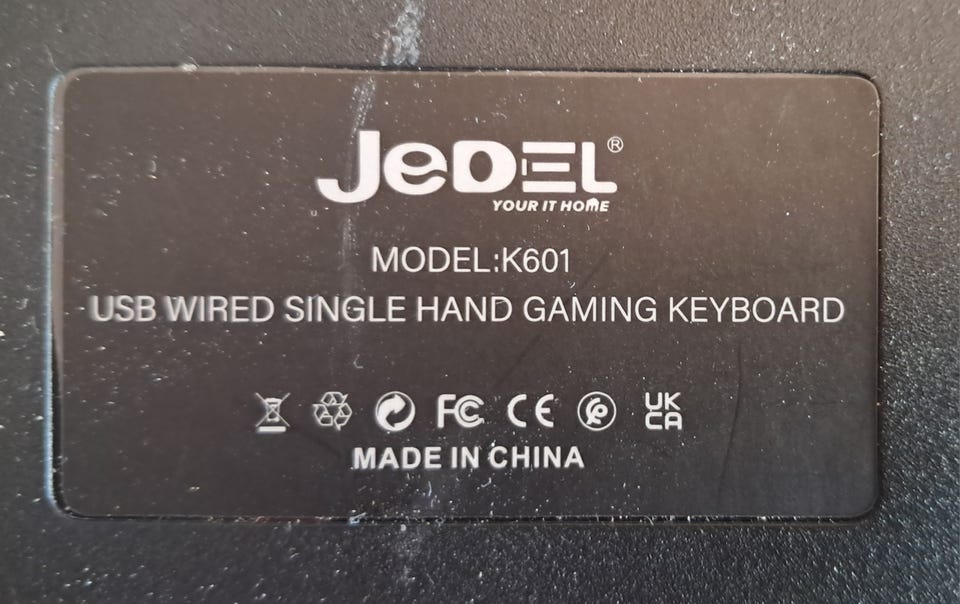 JeDEL®
YOUR IT HOME
MODEL:K601
USB WIRED SINGLE HAND GAMING KEYBOARD
FC CE UK CA
MADE IN CHINA